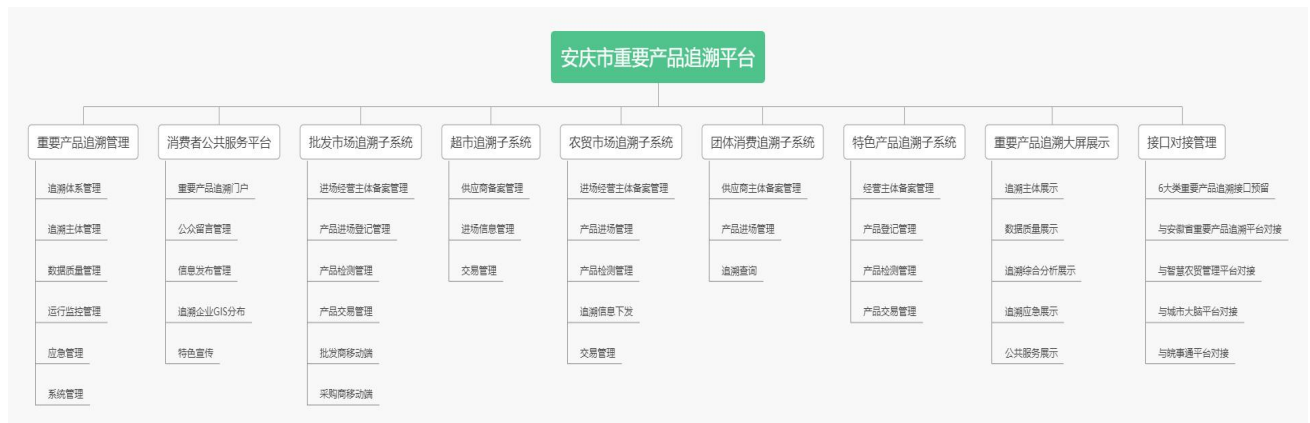 安庆市重要产品追溯平台
重要产品追溯管理
追溯体系管理
追溯主体管理
数据质量管理
运行监控管理
应急管理
系统管理
消费者公共服务平台
重要产品追溯门户
公众留言管理
信息发布管理
追溯企业GIS分布
特色宣传
批发市场追溯子系统
进场经营主体备案管理
产品进场登记管理
产品检测管理
产品交易管理
批发商移动端
采购商移动端
超市追溯子系统
供应商备案管理
进场信息管理
交易管理
农贸市场追溯子系统
进场经营主体备案管理
产品进场管理
产品检测管理
追溯信息下发
交易管理
团体消费追溯子系统
供应商主体备案管理
产品进场管理
追溯查询
特色产品追溯子系统
经营主体备案管理
产品登记管理
产品检测管理
产品交易管理
重要产品追溯大屏展示
追溯主体展示
数据质量展示
追溯综合分析展示
追溯应急展示
公共服务展示
接口对接管理
6大类重要产品追溯接口预留
与安徽省重要产品追溯平台对接
与智慧农贸管理平台对接
与城市大脑平台对接
与皖事通平台对接